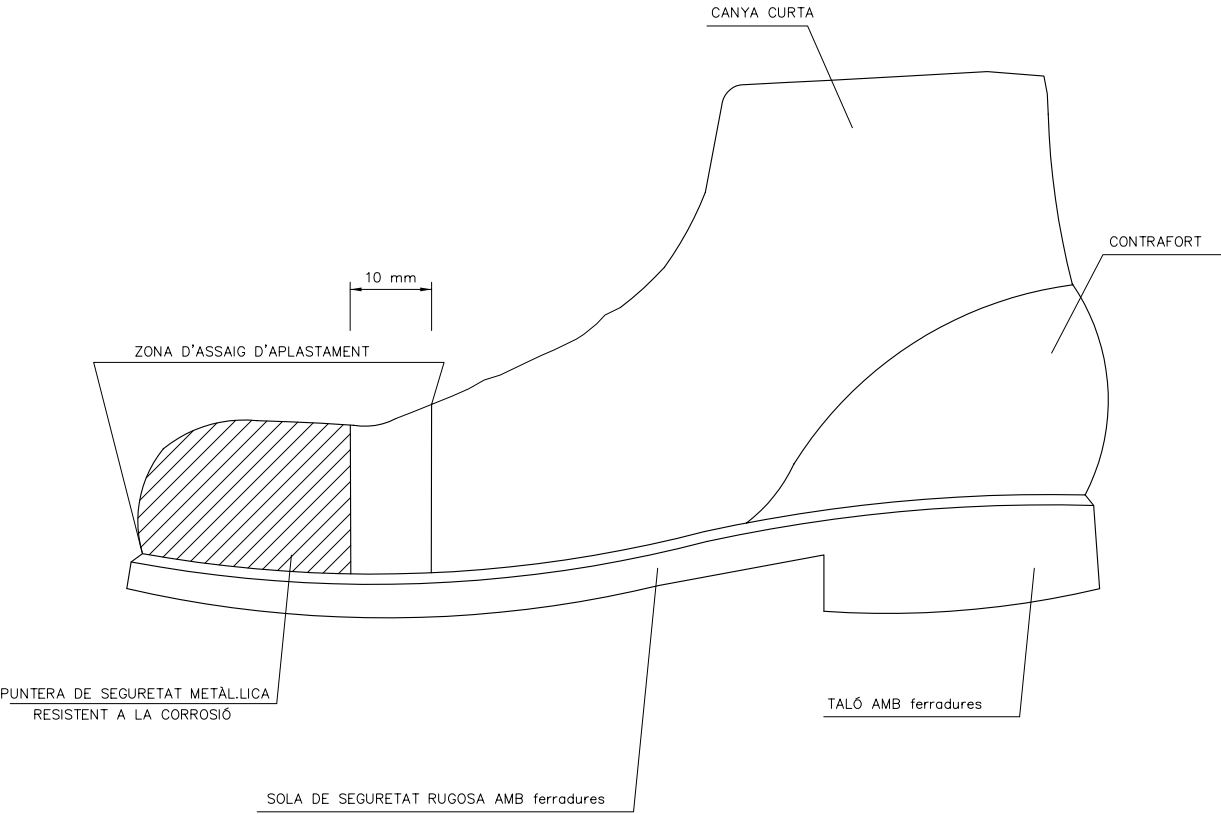 CANYA CURTA
CONTRAFORT
10 mm
ZONA D'ASSAIG D'APLASTAMENT
PUNTERA DE SEGURETAT METÀL.LICA
RESISTENT A LA CORROSIÓ
TALÓ AMB ferradures
SOLA DE SEGURETAT RUGOSA AMB ferradures